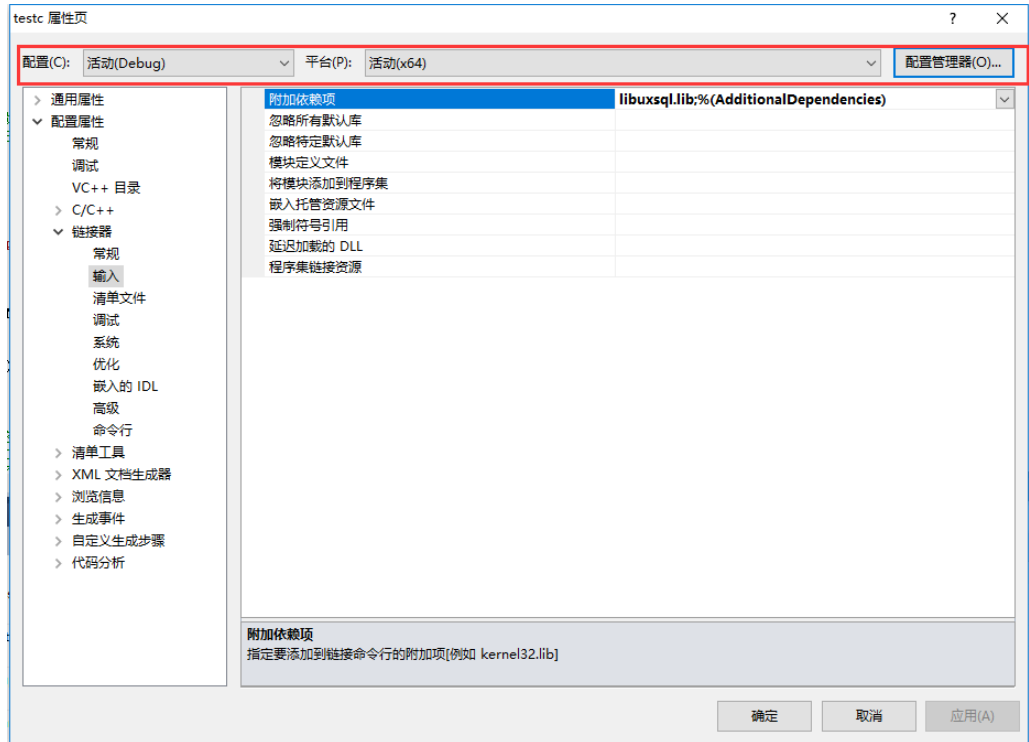 testc 属性页
配置(C): 活动(Debug) 平台(P): 活动(x64) 配置管理器(O)...
通用属性
配置属性
常规
调试
VC++ 目录
C/C++
链接器
常规
输入
清单文件
调试
系统
优化
嵌入的 IDL
高级
命令行
清单工具
XML 文档生成器
浏览信息
生成事件
自定义生成步骤
代码分析
附加依赖项 libuxsql.lib;%(AdditionalDependencies)
忽略所有默认库
忽略特定默认库
模块定义文件
将模块添加到程序集
嵌入托管资源文件
强制符号引用
延迟加载的 DLL
程序集链接资源
附加依赖项
指定要添加到链接命令行的附加项[例如 kernel32.lib]
确定 取消 应用(A)